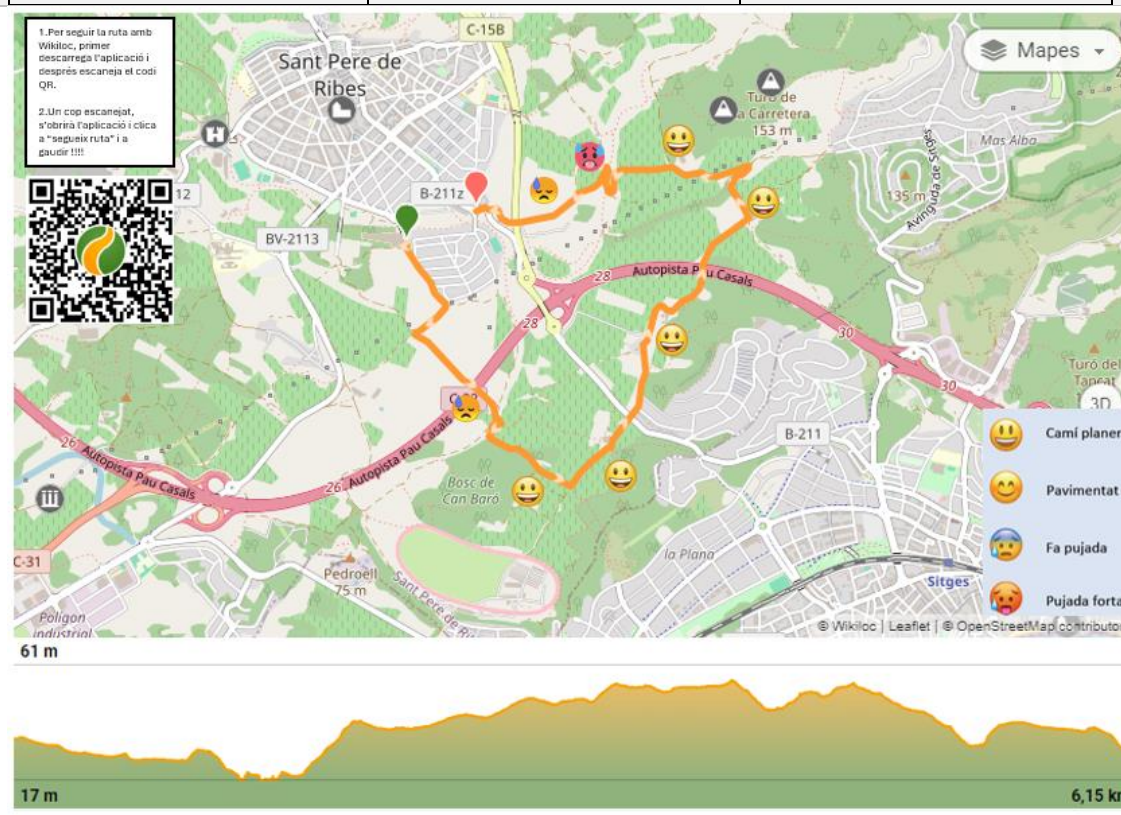 1.Per seguir la ruta amb
Wikiloc, primer
descarrega l'aplicació i
després escaneja el codi
QR.
2.Un cop escanejat,
s'obrirà l'aplicació i clica
a "segueix ruta" i a
gaudir !!!!
C-15B
Mapes
Sant Pere de
Ribes
Turó de
a Carretera
153 m
Mas Alba
135 m
Avinguda de Sitges
12
B-211z
BV-2113
28
Autopista Pau Casals
28
30
30
Turó del
Tancat
3D
26
Autopista Pau Casals
26
Autopista Pau Casals
B-211
Bosc de
Can Baró
C-31
Pedroell
75 m
Sant Pere de
la Plana
Sitges
Polígon
industrial
Camí planer
Pavimentat
Fa pujada
Pujada forta
© Wikiloc | Leaflet | © OpenStreetMap contributor
61 m
17 m
6,15 km